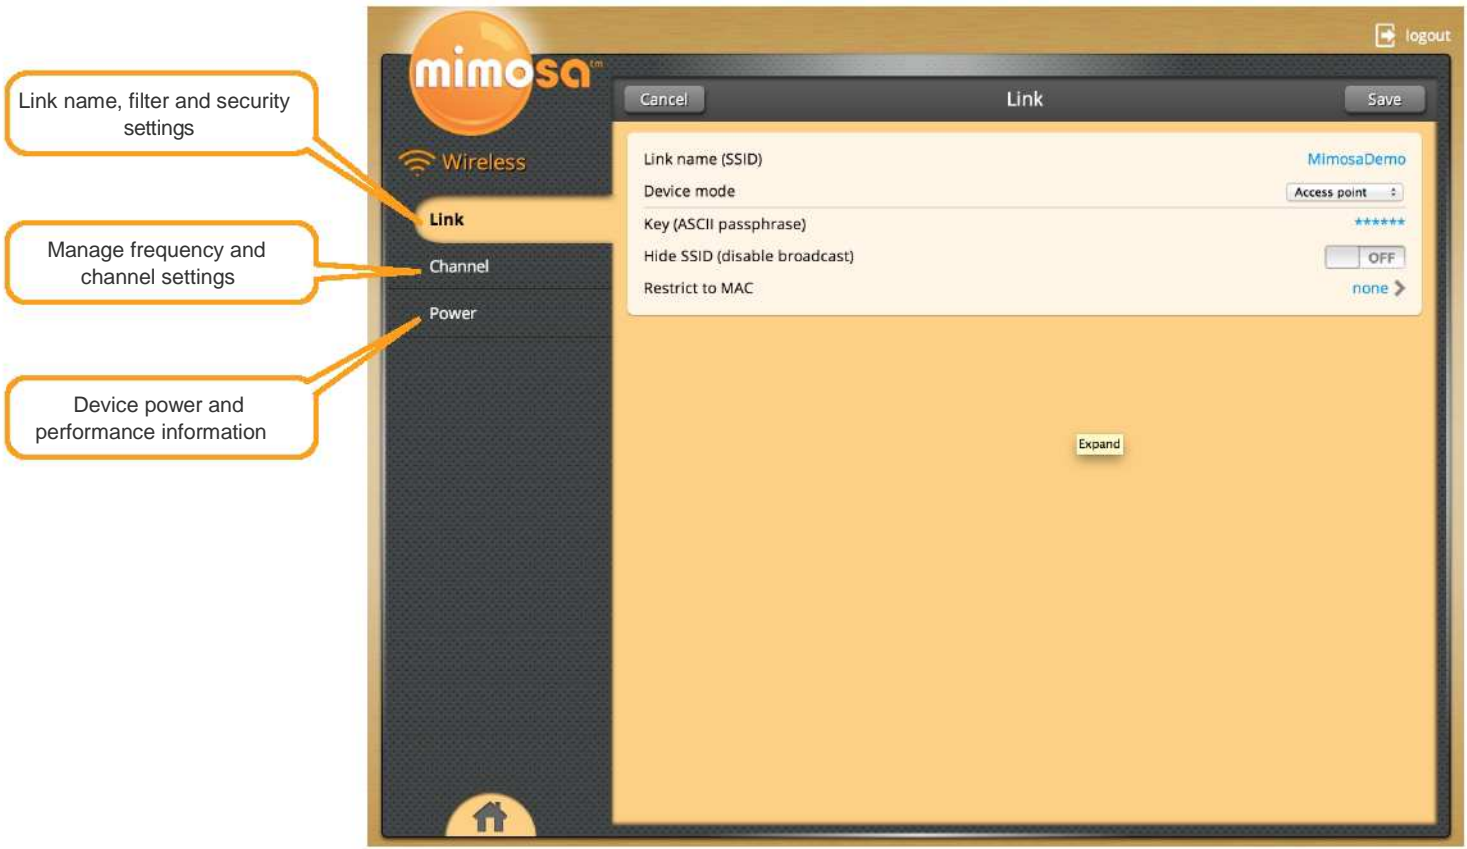 Link name, filter and security
settings
Manage frequency and
channel settings
Device power and
performance information
mimosa™
logout
Cancel
Link
Save
Wireless
Link
Channel
Power
Link name (SSID) MimosaDemo
Device mode Access point
Key (ASCII passphrase) ******
Hide SSID (disable broadcast) OFF
Restrict to MAC none
Expand